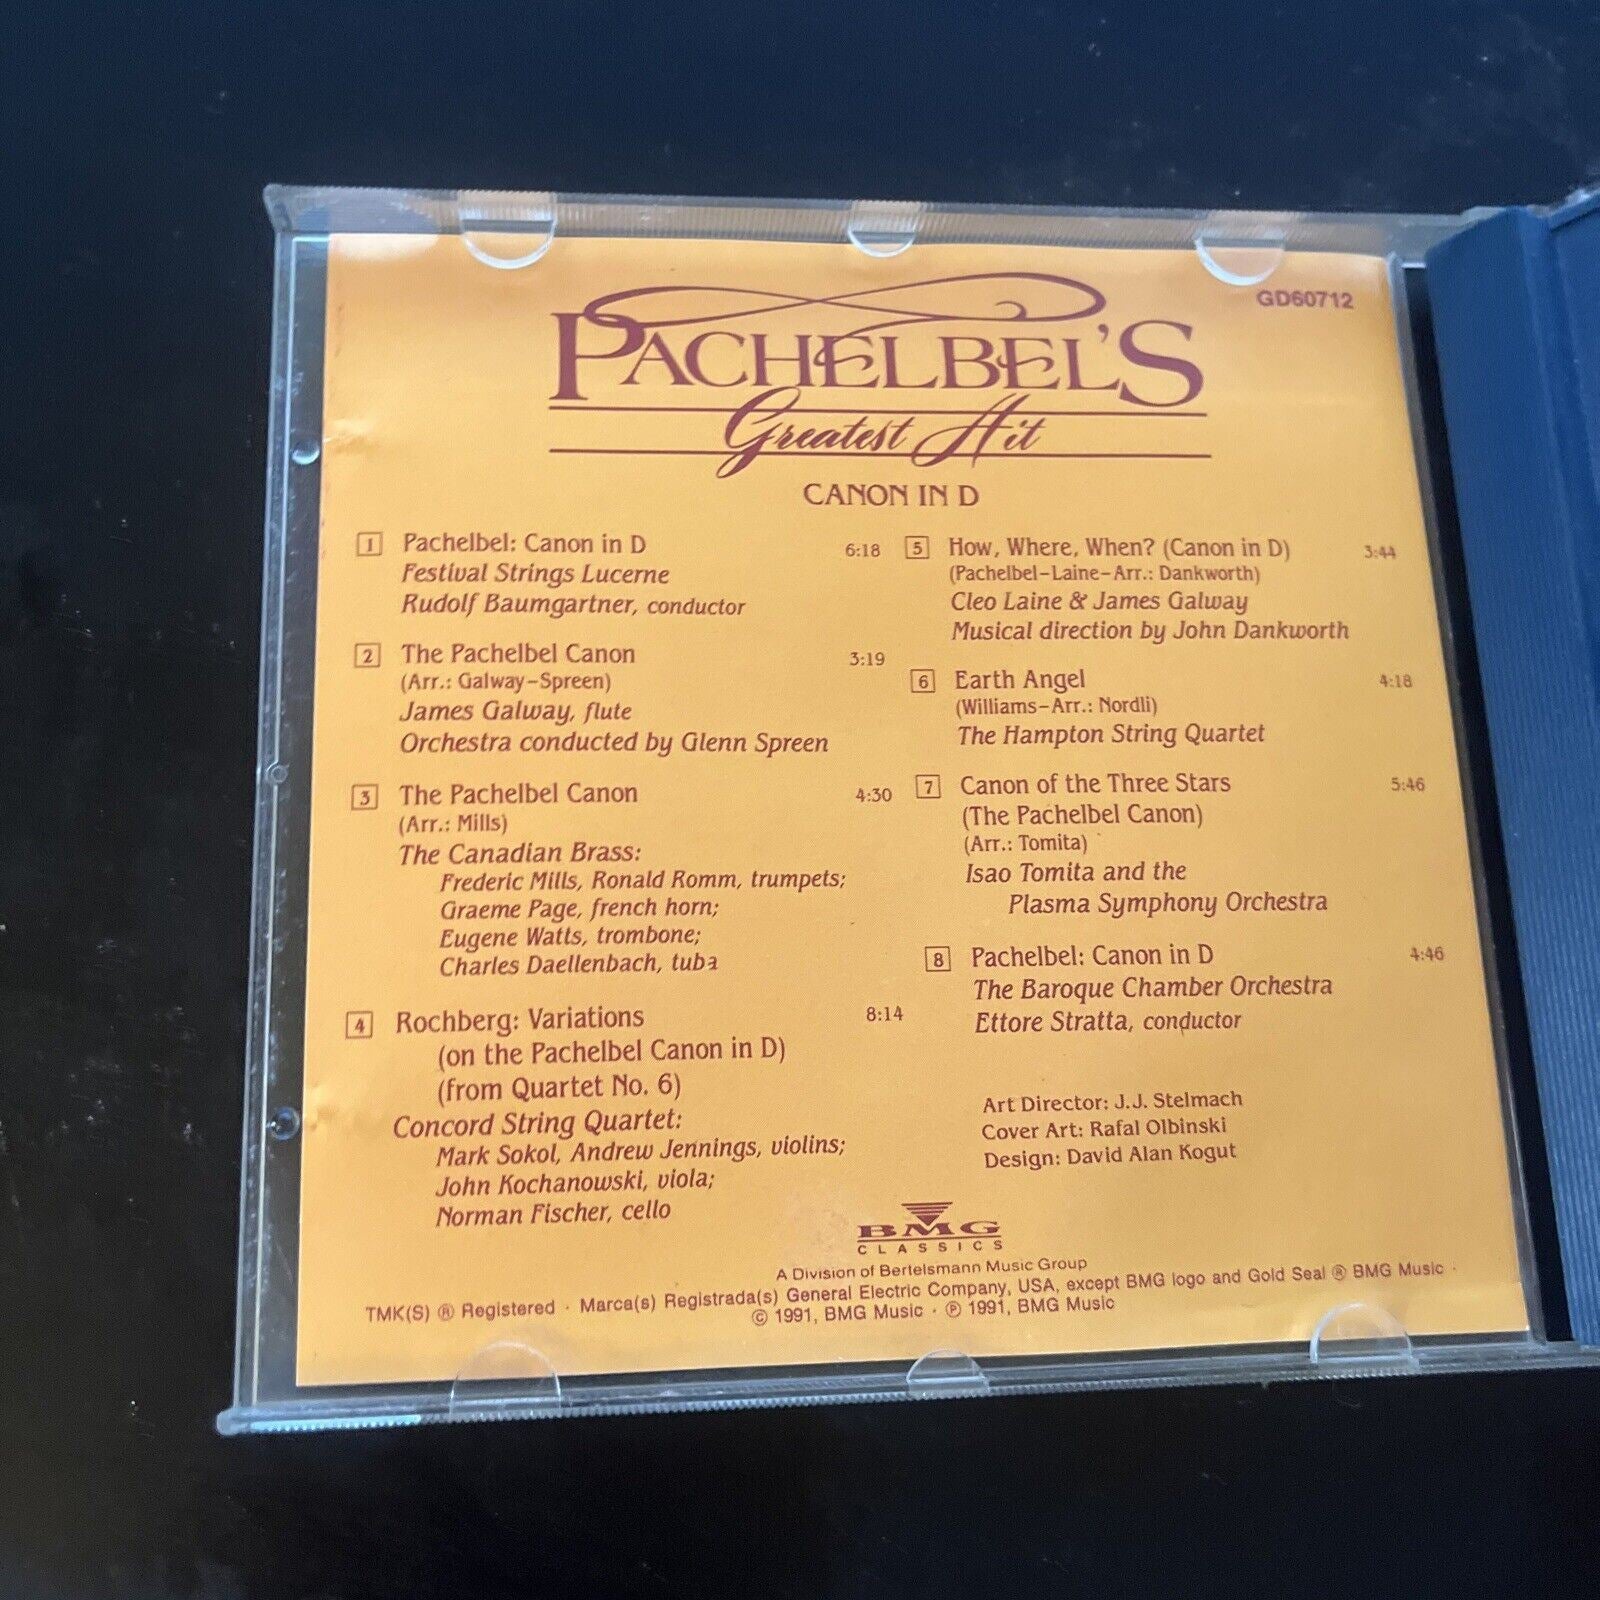 GD60712
PACHELBEL'S
Greatest Hit
CANON IN D
1 Pachelbel: Canon in D 6:18
Festival Strings Lucerne
Rudolf Baumgartner, conductor
2 The Pachelbel Canon 3:19
(Arr.: Galway–Spreen)
James Galway, flute
Orchestra conducted by Glenn Spreen
3 The Pachelbel Canon 4:30
(Arr.: Mills)
The Canadian Brass:
Frederic Mills, Ronald Romm, trumpets;
Graeme Page, french horn;
Eugene Watts, trombone;
Charles Daellenbach, tuba
4 Rochberg: Variations 8:14
(on the Pachelbel Canon in D)
(from Quartet No. 6)
Concord String Quartet:
Mark Sokol, Andrew Jennings, violins;
John Kochanowski, viola;
Norman Fischer, cello
5 How, Where, When? (Canon in D) 3:44
(Pachelbel–Laine–Arr.: Dankworth)
Cleo Laine & James Galway
Musical direction by John Dankworth
6 Earth Angel 4:18
(Williams–Arr.: Nordli)
The Hampton String Quartet
7 Canon of the Three Stars 5:46
(The Pachelbel Canon)
(Arr.: Tomita)
Isao Tomita and the
Plasma Symphony Orchestra
8 Pachelbel: Canon in D 4:46
The Baroque Chamber Orchestra
Ettore Stratta, conductor
Art Director: J.J. Stelmach
Cover Art: Rafal Olbinski
Design: David Alan Kogut
BMG
CLASSICS
A Division of Bertelsmann Music Group
TMK(S) ® Registered · Marca(s) Registrada(s) General Electric Company, USA, except BMG logo and Gold Seal ® BMG Music ·
© 1991, BMG Music · ℗ 1991, BMG Music